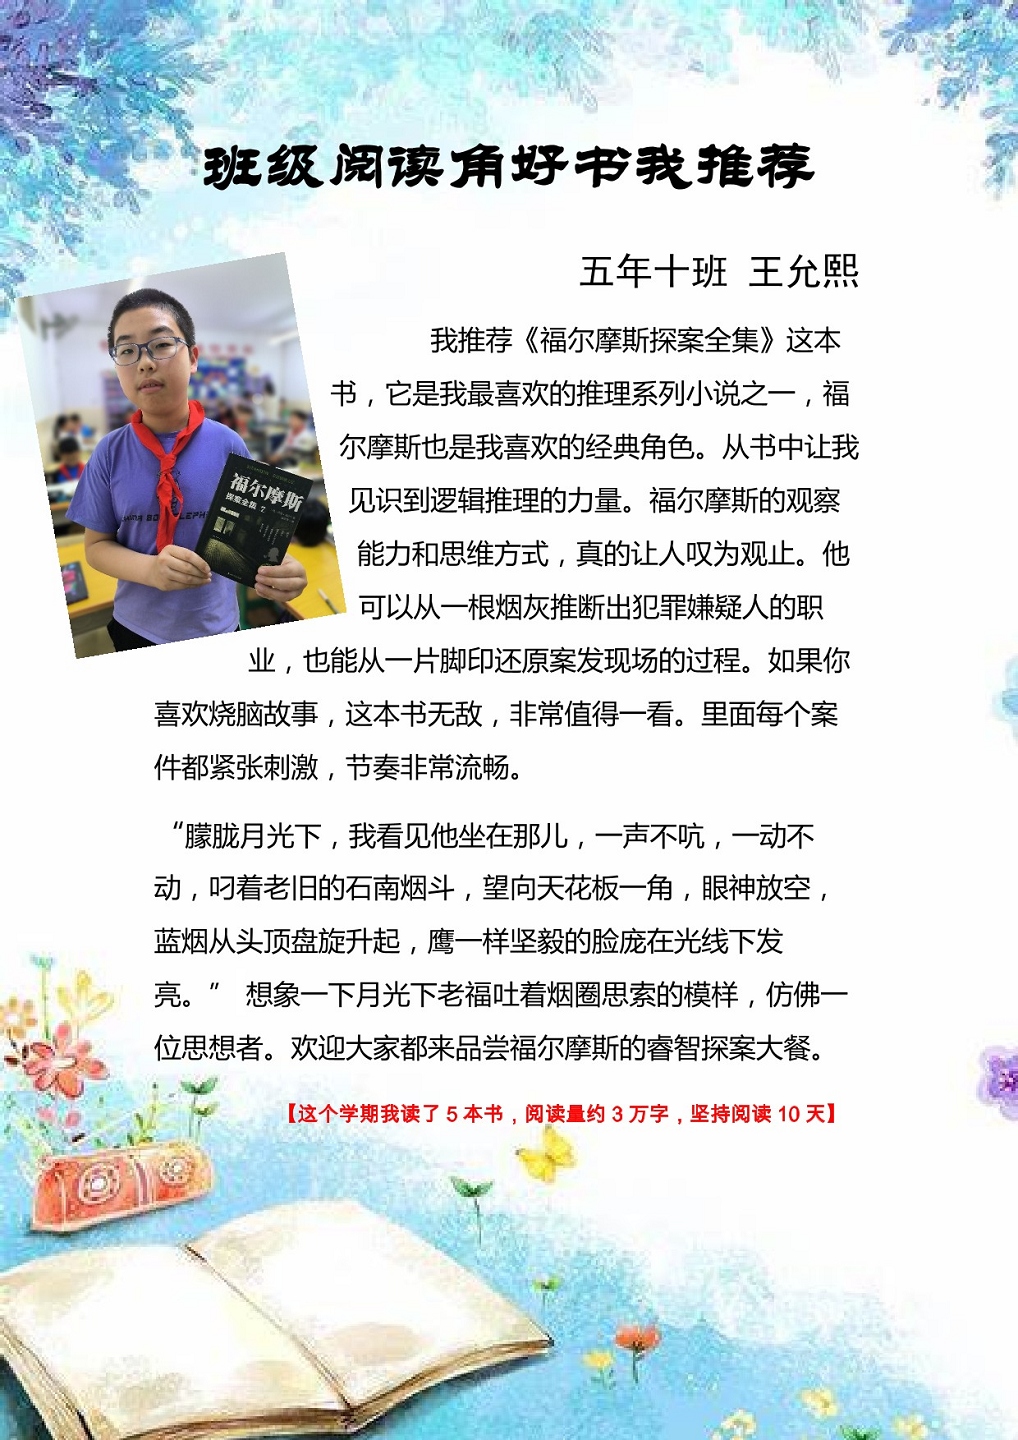 班级阅读角好书我推荐
五年十班 王允熙
我推荐《福尔摩斯探案全集》这本
书，它是我最喜欢的推理系列小说之一，福
尔摩斯也是我喜欢的经典角色。从书中让我
见识到逻辑推理的力量。福尔摩斯的观察
能力和思维方式，真的让人叹为观止。他
可以从一根烟灰推断出犯罪嫌疑人的职
业，也能从一片脚印还原案发现场的过程。如果你
喜欢烧脑故事，这本书无敌，非常值得一看。里面每个案
件都紧张刺激，节奏非常流畅。
“朦胧月光下，我看见他坐在那儿，一声不吭，一动不
动，叼着老旧的石南烟斗，望向天花板一角，眼神放空，
蓝烟从头顶盘旋升起，鹰一样坚毅的脸庞在光线下发
亮。” 想象一下月光下老福吐着烟圈思索的模样，仿佛一
位思想者。欢迎大家都来品尝福尔摩斯的睿智探案大餐。
【这个学期我读了 5 本书，阅读量约 3 万字，坚持阅读 10 天】
福尔摩斯
探案全集 7